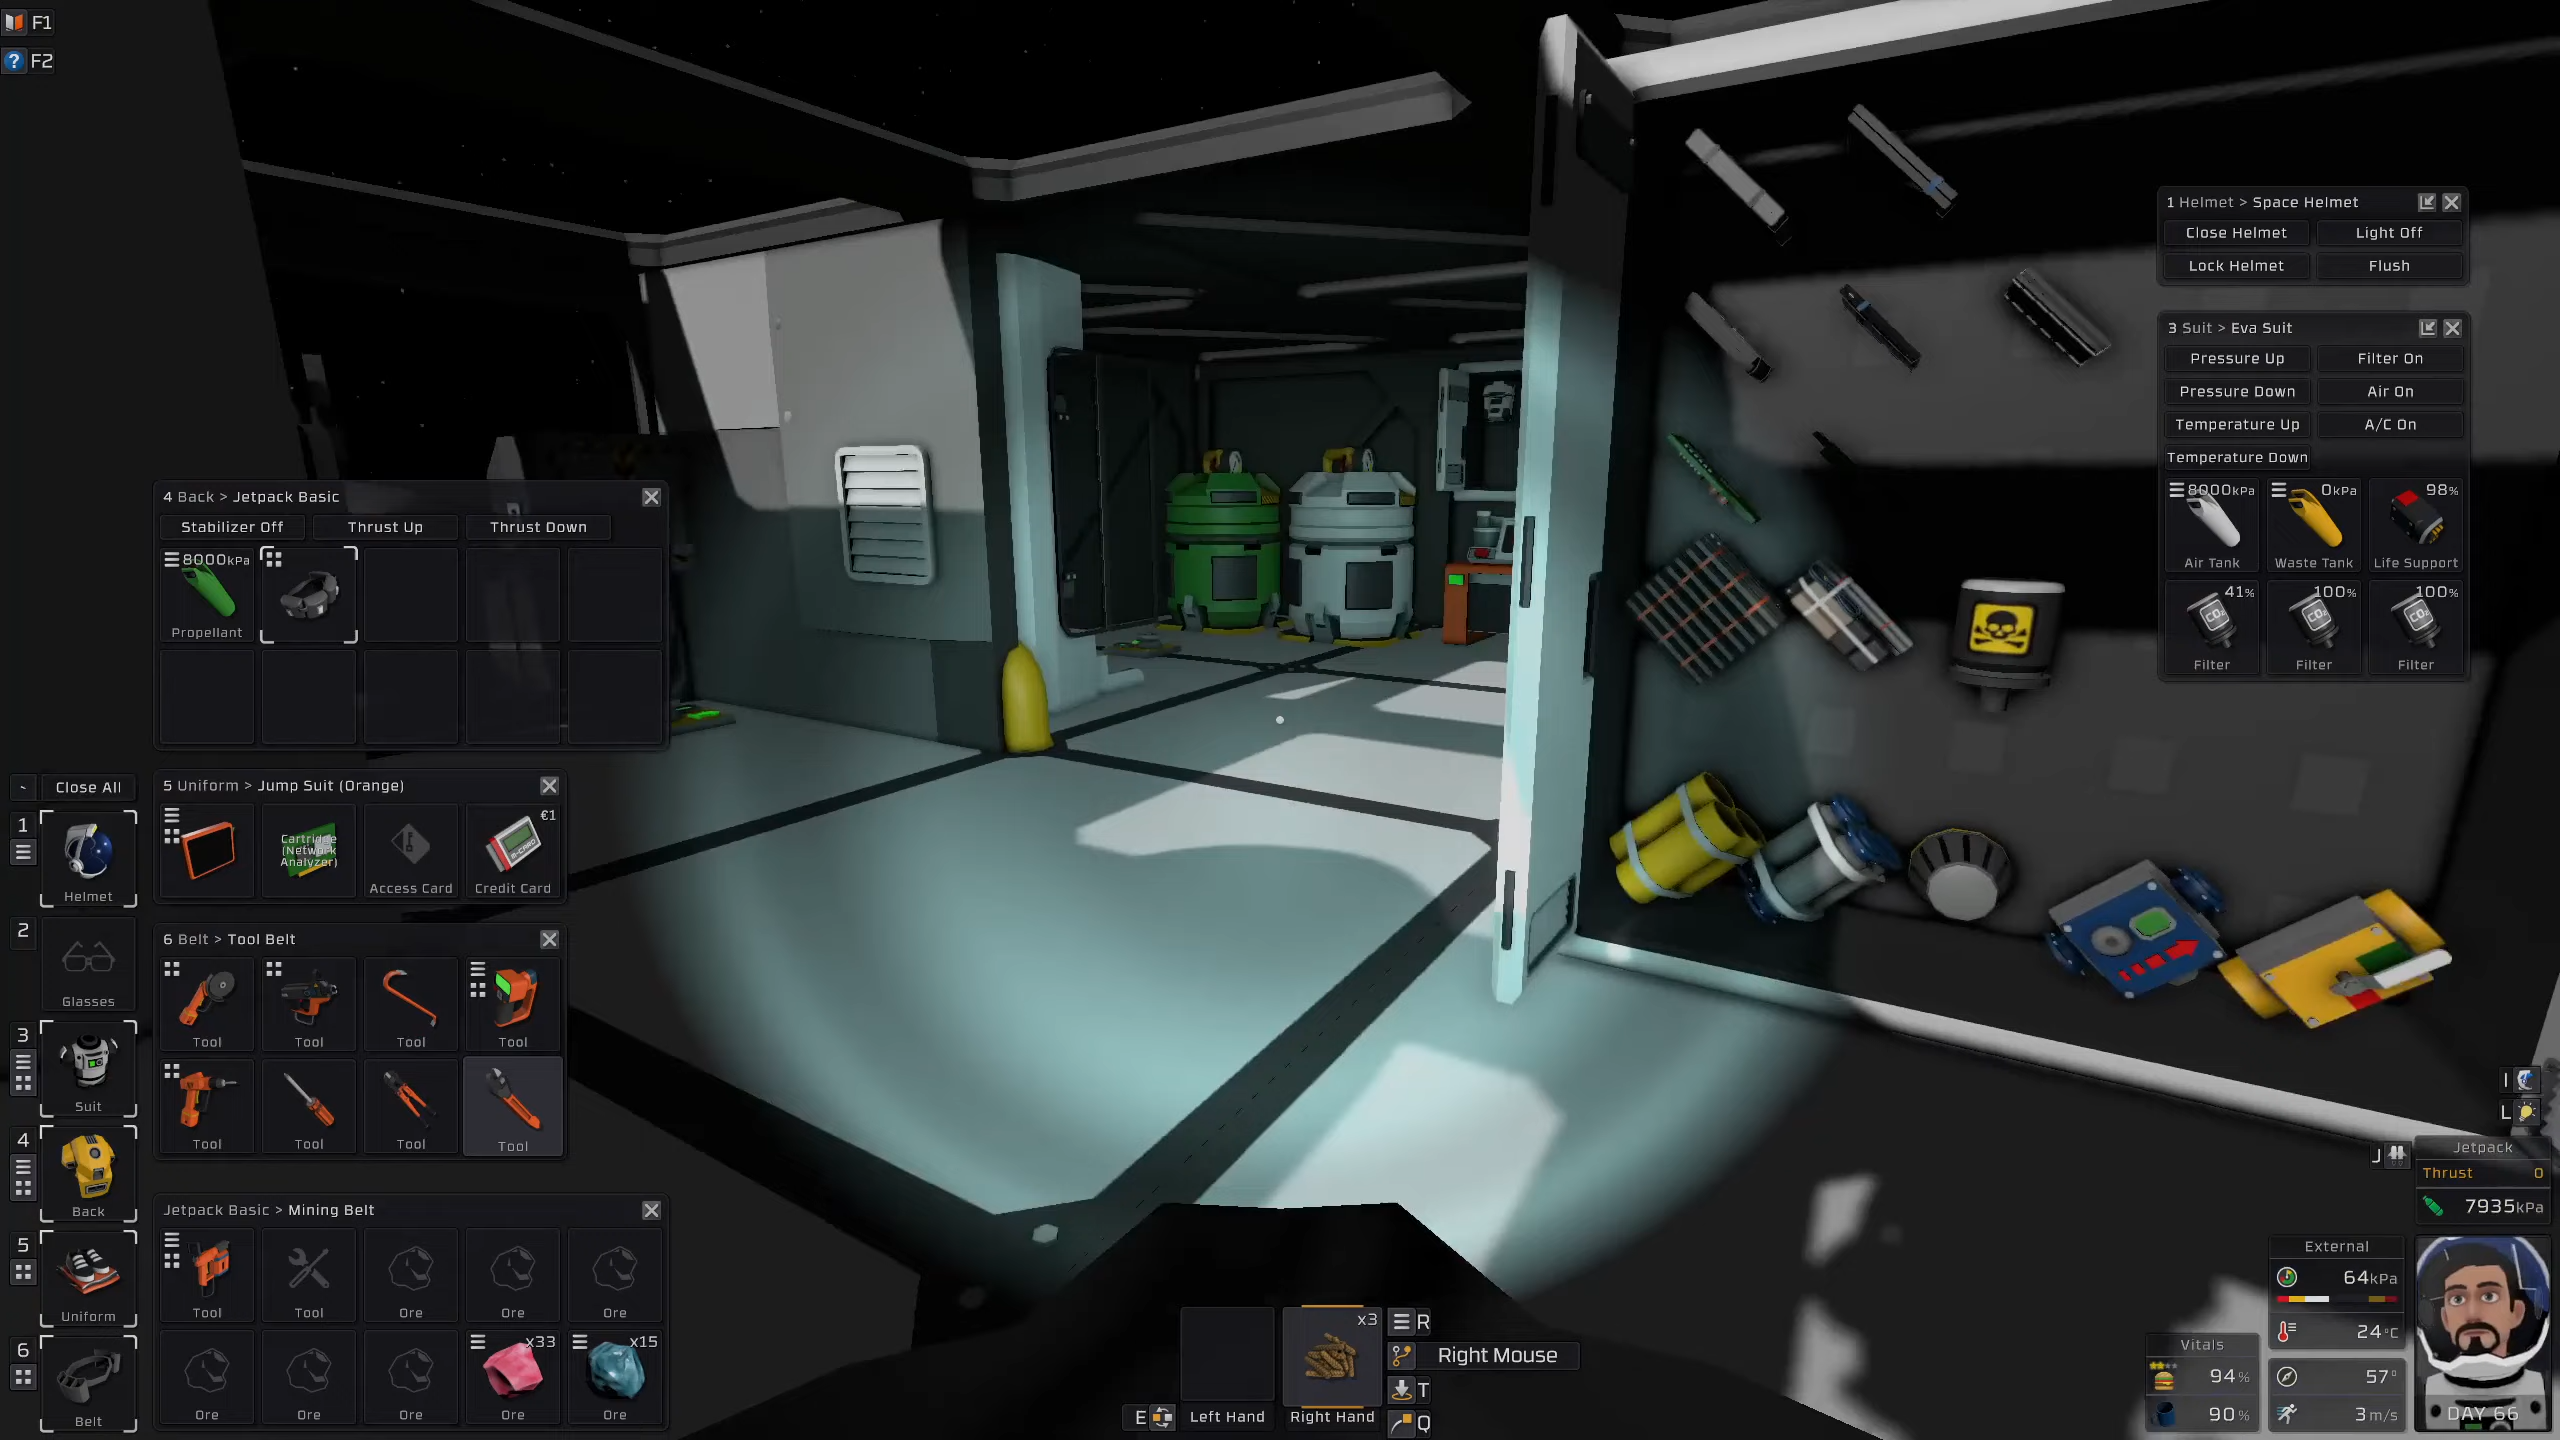 F1
F2
1 Helmet > Space Helmet
Close Helmet
Light Off
Lock Helmet
Flush
3 Suit > Eva Suit
Pressure Up
Filter On
Pressure Down
Air On
Temperature Up
A/C On
Temperature Down
8000kPa
0kPa
98%
Air Tank
Waste Tank
Life Support
41%
100%
100%
CO₂
CO₂
CO₂
Filter
Filter
Filter
4 Back > Jetpack Basic
Stabilizer Off
Thrust Up
Thrust Down
8000kPa
Propellant
~
Close All
5 Uniform > Jump Suit (Orange)
€1
Cartridge
(Network
Analyzer)
Access Card
Credit Card
6 Belt > Tool Belt
Tool
Tool
Tool
Tool
Tool
Tool
Tool
Tool
Jetpack Basic > Mining Belt
Tool
Tool
Ore
Ore
Ore
x33
x15
Ore
Ore
Ore
Ore
Ore
1
Helmet
2
Glasses
3
Suit
4
Back
5
Uniform
6
Belt
x3
R
Right Mouse
T
E
Left Hand
Right Hand
Q
I
L
J
Jetpack
Thrust 0
7935kPa
External
64kPa
24°C
Vitals
94%
57°
90%
3m/s
DAY 66